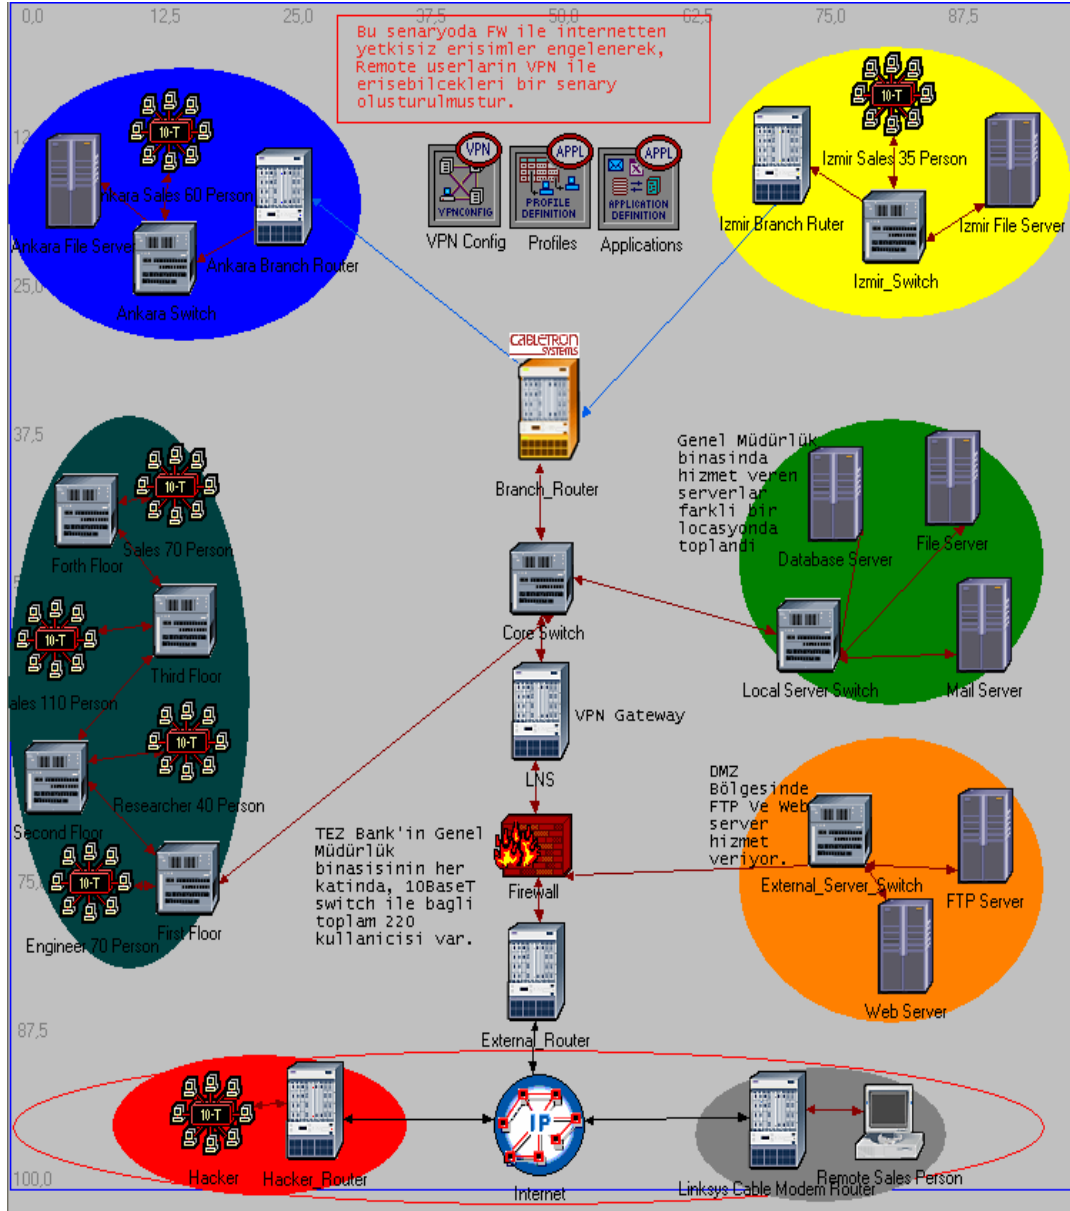 0,0 12,5 25,0 37,5 50,0 62,5 75,0 87,5
Bu senaryoda FW ile internetten
yetkisiz erisimler engelenerek,
Remote userlarin VPN ile
erisebilcekleri bir senary
olusturulmustur.
10-T
nkara Sales 60 Person
Ankara File Server
Ankara Branch Router
Ankara Switch
VPN
VPNCONFIG
VPN Config
APPL
PROFILE
DEFINITION
Profiles
APPL
APPLICATION
DEFINITION
Applications
10-T
Izmir Sales 35 Person
Izmir Branch Ruter
Izmir File Server
Izmir_Switch
12
25,0
CABLETRON
SYSTEMS
Branch_Router
37,5
10-T
Sales 70 Person
Forth Floor
10-T
Third Floor
ales 110 Person
10-T
Researcher 40 Person
Second Floor
10-T
First Floor
Engineer 70 Person
Genel Müdürlük
binasinda
hizmet veren
serverlar
farkli bir
locasyonda
toplandi
Database Server
File Server
Local Server Switch
Mail Server
Core Switch
VPN Gateway
LNS
TEZ Bank'in Genel
Müdürlük
binasisinin her
katinda, 10BaseT
switch ile bagli
toplam 220
kullanicisi var.
Firewall
75,
DMZ
Bölgesinde
FTP Ve Web
server
hizmet
veriyor.
External_Server_Switch
FTP Server
Web Server
External_Router
87,5
10-T
Hacker
Hacker_Router
IP
Internet
Linksys Cable Modem Router
Remote Sales Person
100,0